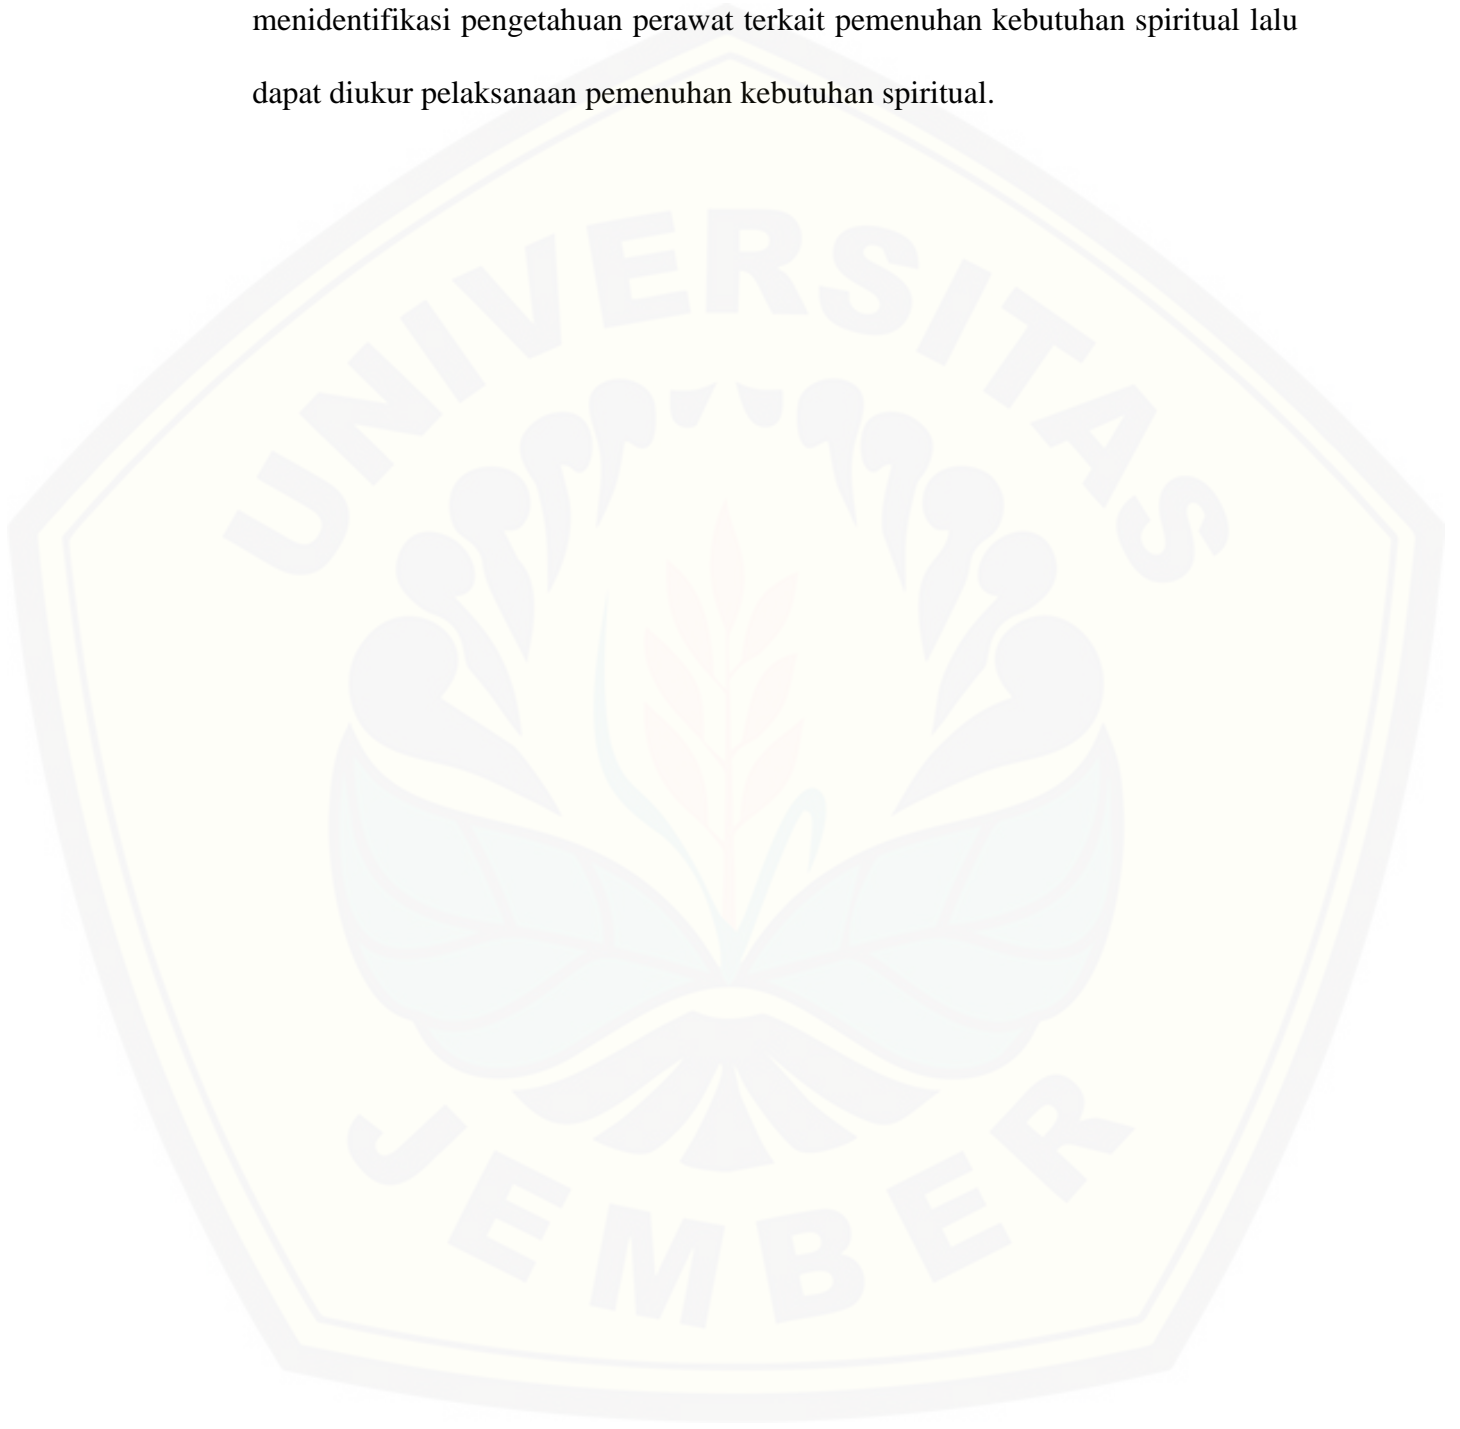 menidentifikasi pengetahuan perawat terkait pemenuhan kebutuhan spiritual lalu
dapat diukur pelaksanaan pemenuhan kebutuhan spiritual.
UNIVERSITAS
JEMBER